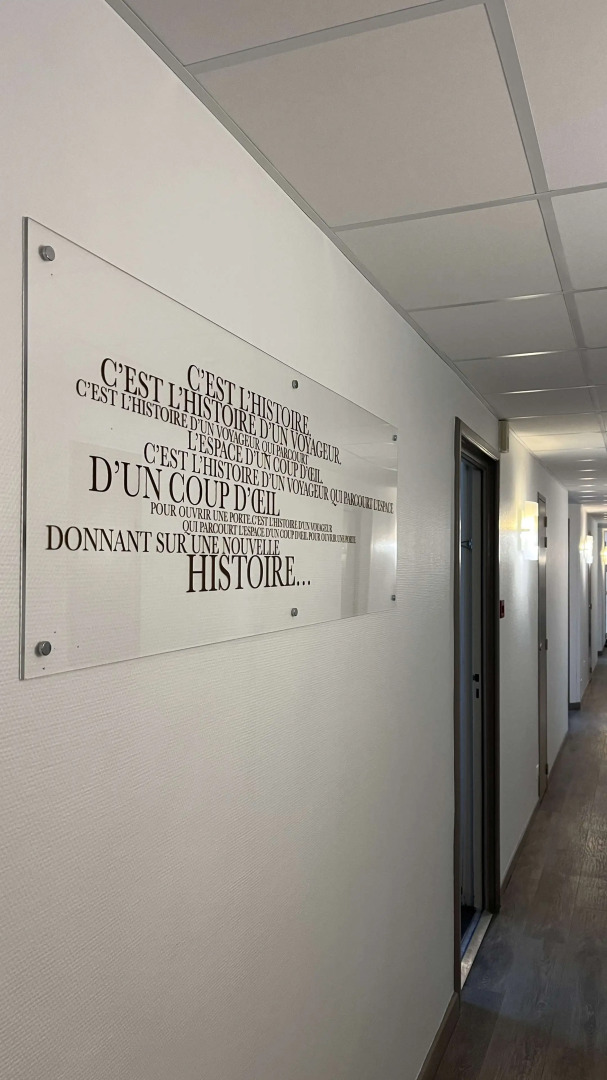 C'EST L'HISTOIRE,
C'EST L'HISTOIRE D'UN VOYAGEUR,
C'EST L'HISTOIRE D'UN VOYAGEUR QUI PARCOURT
L'ESPACE D'UN COUP D'ŒIL,
C'EST L'HISTOIRE D'UN VOYAGEUR QUI PARCOURT L'ESPACE
D'UN COUP D'ŒIL
POUR OUVRIR UNE PORTE.C'EST L'HISTOIRE D'UN VOYAGEUR
QUI PARCOURT L'ESPACE D'UN COUP D'ŒIL POUR OUVRIR UNE PORTE
DONNANT SUR UNE NOUVELLE
HISTOIRE...